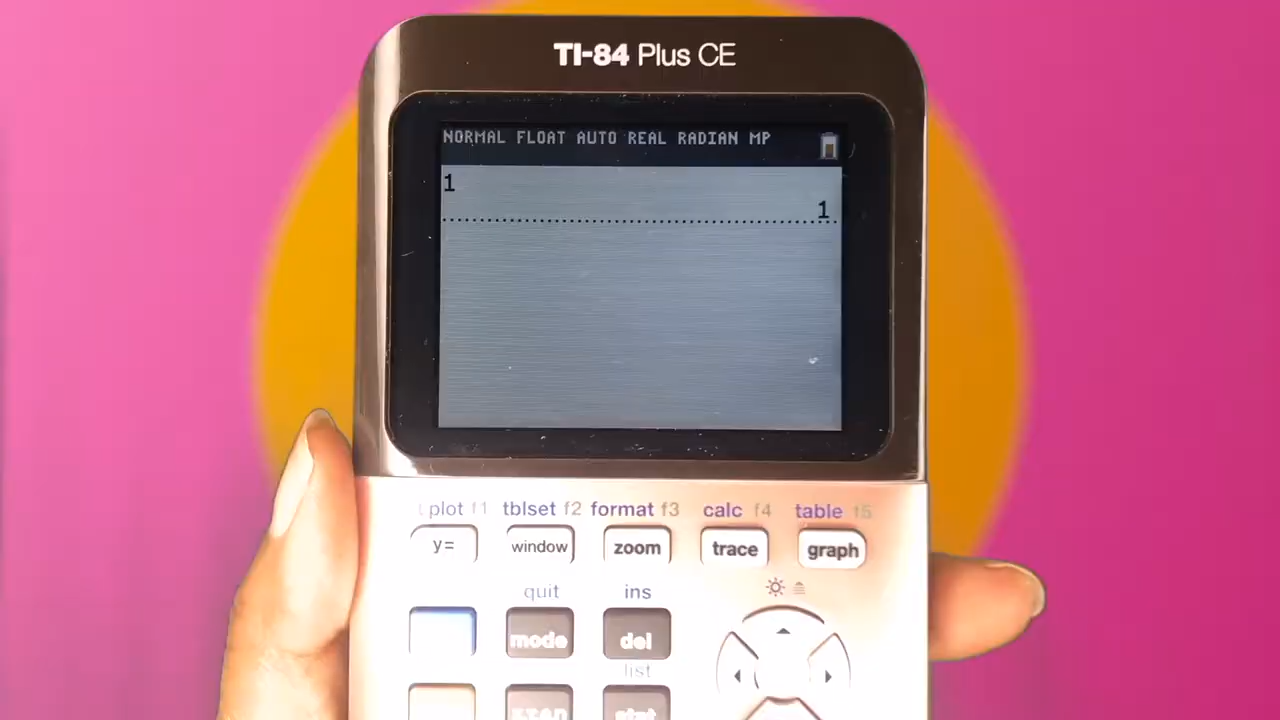 TI-84 Plus CE
NORMAL FLOAT AUTO REAL RADIAN MP
1
1
t plot f1 tblset f2 format f3 calc f4 table f5
y= window zoom trace graph
quit ins
mode del
list